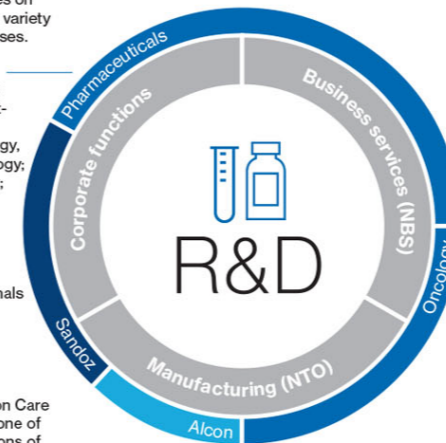 variety
ses.
gy,
ogy;
nals
on Care
one of
ons of
Pharmaceuticals
Corporate functions
Business services (NBS)
R&D
Oncology
Sandoz
Manufacturing (NTO)
Alcon